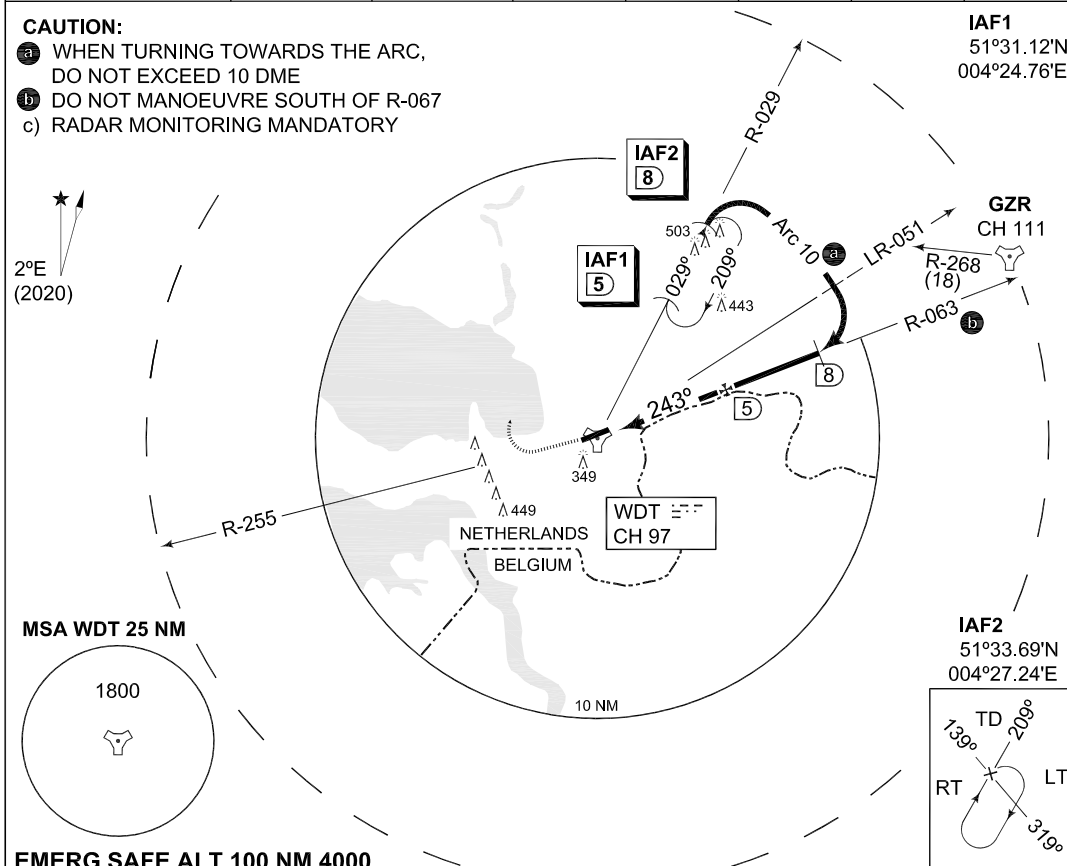 CAUTION:
a WHEN TURNING TOWARDS THE ARC,
DO NOT EXCEED 10 DME
b DO NOT MANOEUVRE SOUTH OF R-067
c) RADAR MONITORING MANDATORY
IAF1
51º31.12'N
004º24.76'E
R-029
IAF2
8
2ºE
(2020)
503
Arc 10
a
LR-051
GZR
CH 111
R-268
(18)
IAF1
5
029º
209º
443
R-063
b
8
243º
5
349
449
R-255
WDT
CH 97
NETHERLANDS
BELGIUM
MSA WDT 25 NM
1800
10 NM
IAF2
51º33.69'N
004º27.24'E
TD
139º
209º
RT
LT
319º
EMERG SAFE ALT 100 NM 4000